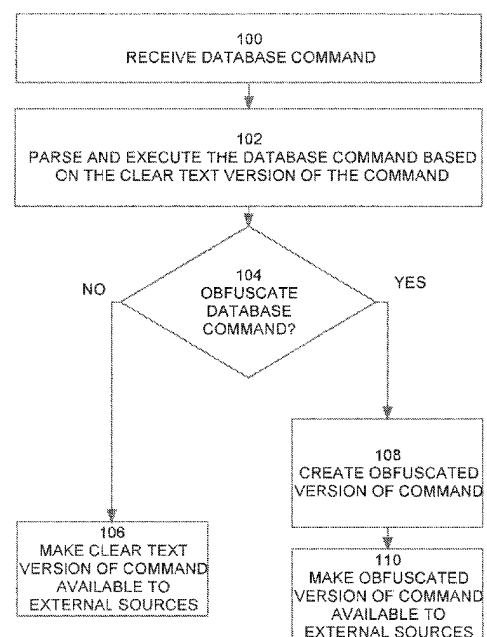 100
RECEIVE DATABASE COMMAND
102
PARSE AND EXECUTE THE DATABASE COMMAND BASED
ON THE CLEAR TEXT VERSION OF THE COMMAND
104
OBFUSCATE
DATABASE
COMMAND?
NO
YES
108
CREATE OBFUSCATED
VERSION OF COMMAND
106
MAKE CLEAR TEXT
VERSION OF COMMAND
AVAILABLE TO
EXTERNAL SOURCES
110
MAKE OBFUSCATED
VERSION OF COMMAND
AVAILABLE TO
EXTERNAL SOURCES